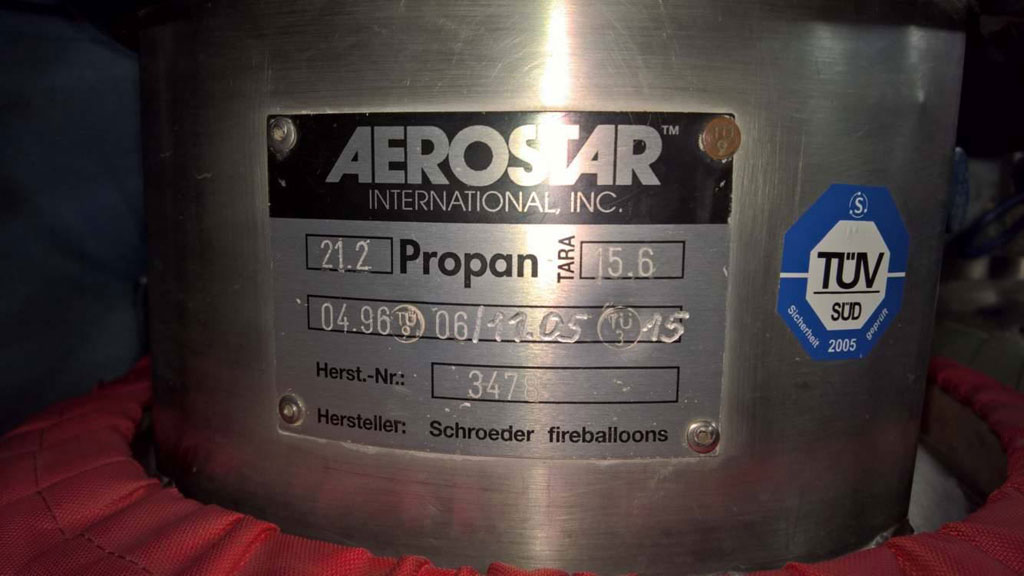 AEROSTAR™
INTERNATIONAL, INC.
21.2 Propan TARA 15.6
04.96 06/11.05 TÜ 15
Herst.-Nr.:
Hersteller: Schroeder fireballoons
S
TÜV
SÜD
Sicherheit geprüft
2005